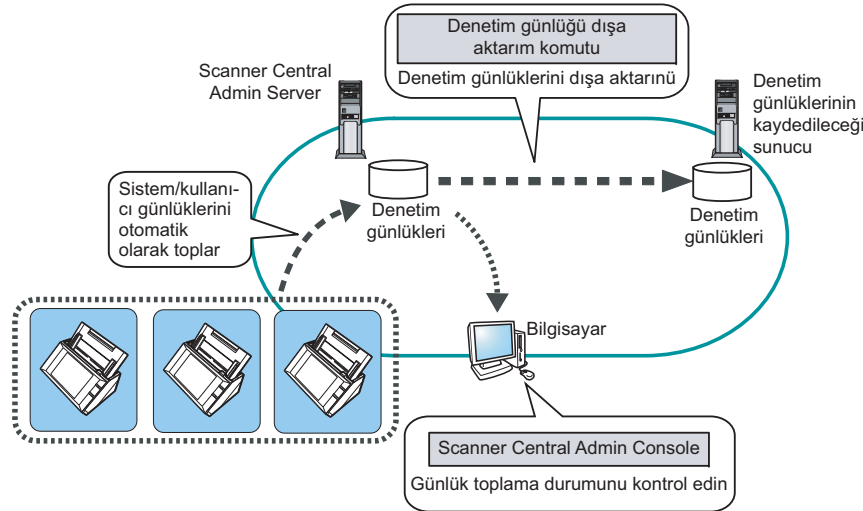 Denetim günlüğü dışa
aktarım komutu
Denetim günlüklerini dışa aktarınü
Scanner Central
Admin Server
Denetim
günlüklerinin
kaydedileceği
sunucu
Sistem/kullanı-
cı günlüklerini
otomatik
olarak toplar
Denetim
günlükleri
Denetim
günlükleri
Bilgisayar
Scanner Central Admin Console
Günlük toplama durumunu kontrol edin